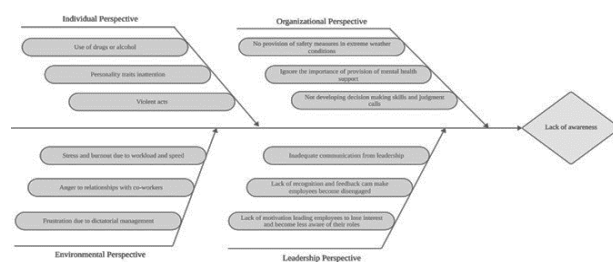 Individual Perspective
Organizational Perspective
Use of drugs or alcohol
Personality traits inattention
Violent acts
No provision of safety measures in extreme weather
conditions
Ignore the importance of provision of mental health
support
Not developing decision making skills and judgment
calls
Lack of awareness
Stress and burnout due to workload and speed
Anger to relationships with co-workers
Frustration due to dictatorial management
Inadequate communication from leadership
Lack of recognition and feedback cam make
employees become disengaged
Lack of motivation leading employees to lose interest
and become less aware of their roles
Environmental Perspective
Leadership Perspective